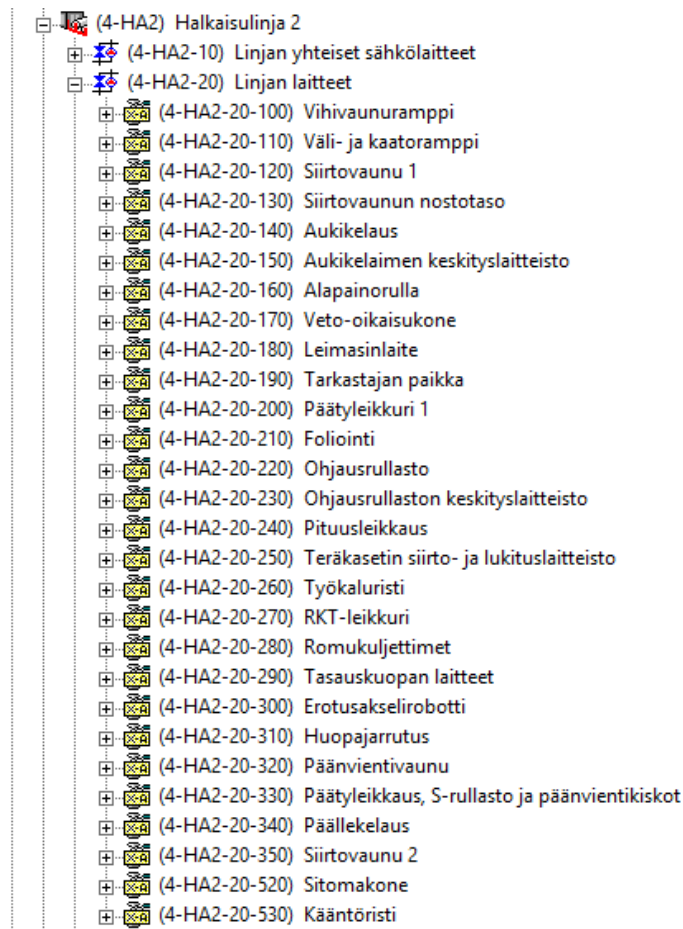 (4-HA2) Halkaisulinja 2
(4-HA2-10) Linjan yhteiset sähkölaitteet
(4-HA2-20) Linjan laitteet
(4-HA2-20-100) Vihivaunuramppi
(4-HA2-20-110) Väli- ja kaatoramppi
(4-HA2-20-120) Siirtovaunu 1
(4-HA2-20-130) Siirtovaunun nostotaso
(4-HA2-20-140) Aukikelaus
(4-HA2-20-150) Aukikelaimen keskityslaitteisto
(4-HA2-20-160) Alapainorulla
(4-HA2-20-170) Veto-oikaisukone
(4-HA2-20-180) Leimasinlaite
(4-HA2-20-190) Tarkastajan paikka
(4-HA2-20-200) Päätyleikkuri 1
(4-HA2-20-210) Foliointi
(4-HA2-20-220) Ohjausrullasto
(4-HA2-20-230) Ohjausrullaston keskityslaitteisto
(4-HA2-20-240) Pituusleikkaus
(4-HA2-20-250) Teräkasetin siirto- ja lukituslaitteisto
(4-HA2-20-260) Työkaluristi
(4-HA2-20-270) RKT-leikkuri
(4-HA2-20-280) Romukuljettimet
(4-HA2-20-290) Tasauskuopan laitteet
(4-HA2-20-300) Erotusakselirobotti
(4-HA2-20-310) Huopajarrutus
(4-HA2-20-320) Päänvientivaunu
(4-HA2-20-330) Päätyleikkaus, S-rullasto ja päänvientikiskot
(4-HA2-20-340) Päällekelaus
(4-HA2-20-350) Siirtovaunu 2
(4-HA2-20-520) Sitomakone
(4-HA2-20-530) Kääntöristi